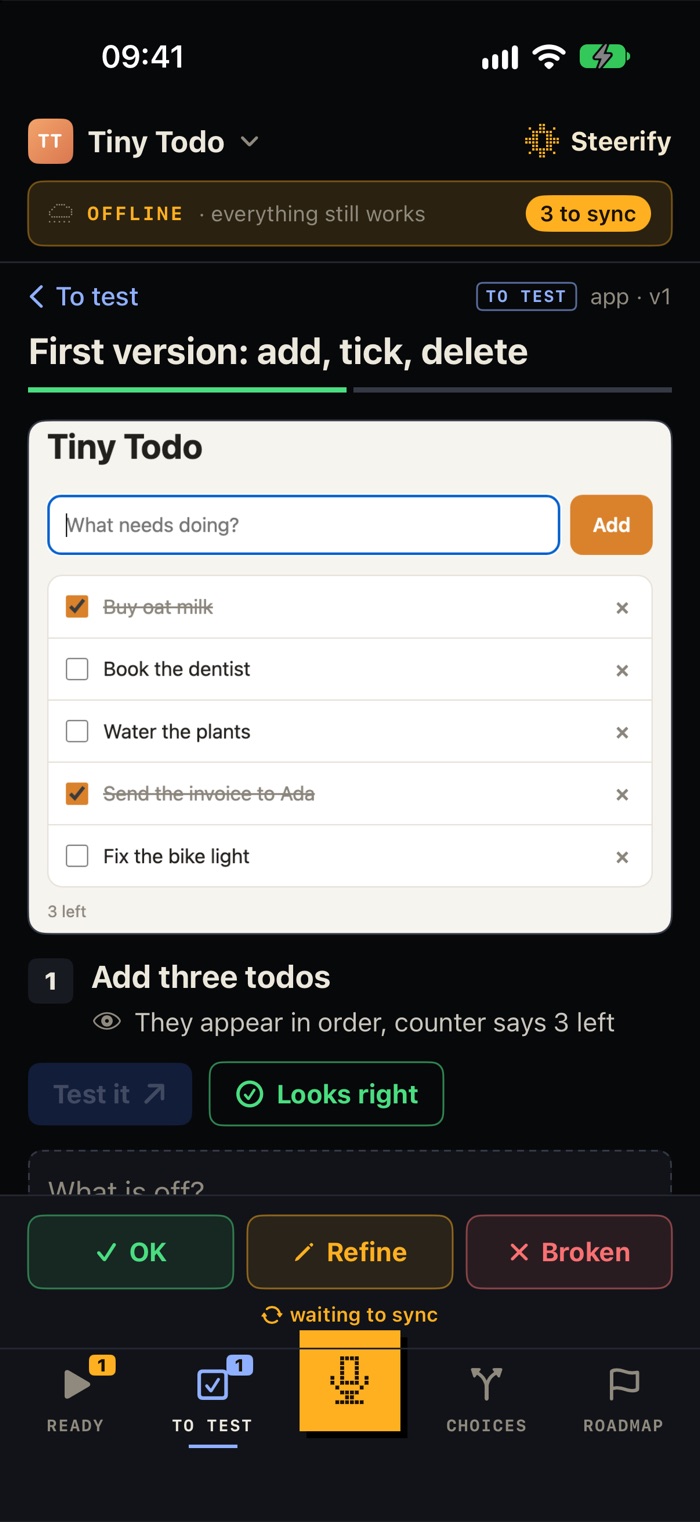 09:41
TT Tiny Todo
Steerify
OFFLINE · everything still works
3 to sync
To test
TO TEST app · v1
First version: add, tick, delete
Tiny Todo
What needs doing?
Add
Buy oat milk ×
Book the dentist ×
Water the plants ×
Send the invoice to Ada ×
Fix the bike light ×
3 left
1 Add three todos
They appear in order, counter says 3 left
Test it
Looks right
What is off?
OK
Refine
Broken
waiting to sync
1
1
READY
TO TEST
CHOICES
ROADMAP